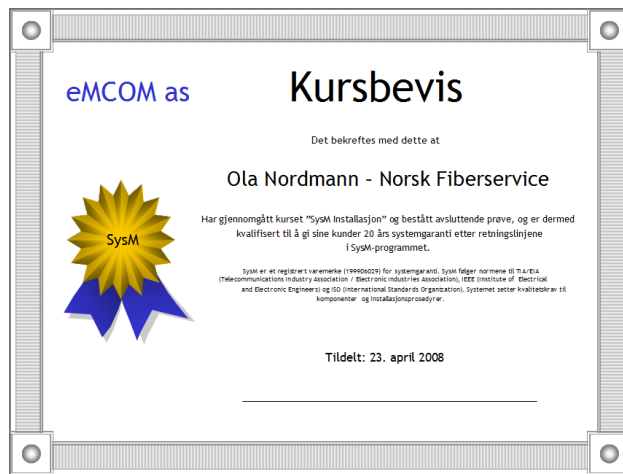 eMCOM as
Kursbevis
Det bekreftes med dette at
Ola Nordmann – Norsk Fiberservice
Har gjennomgått kurset "SysM Installasjon" og bestått avsluttende prøve, og er dermed
kvalifisert til å gi sine kunder 20 års systemgaranti etter retningslinjene
i SysM-programmet.
SysM
SysM er et registrert varemerke (199906029) for systemgaranti. SysM følger normene til TIA/EIA
(Telecommunications Industry Association / Electronic Industries Association), IEEE (Institute of Electrical
and Electronic Engineers) og ISO (International Standards Organization). Systemet setter kvalitetskrav til
komponenter og installasjonsprosedyrer.
Tildelt: 23. april 2008